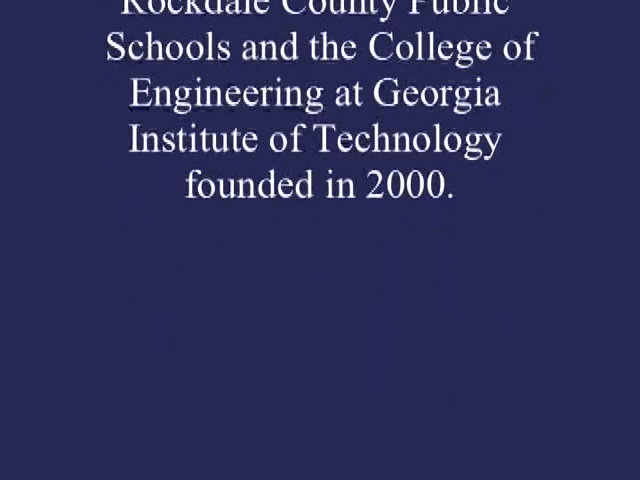 Rockdale County Public
Schools and the College of
Engineering at Georgia
Institute of Technology
founded in 2000.